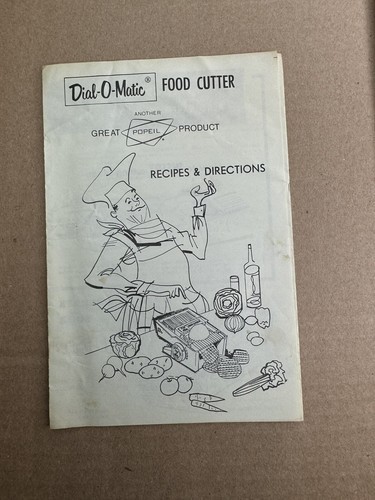 Dial-O-Matic® FOOD CUTTER
ANOTHER
GREAT POPEIL PRODUCT
RECIPES & DIRECTIONS